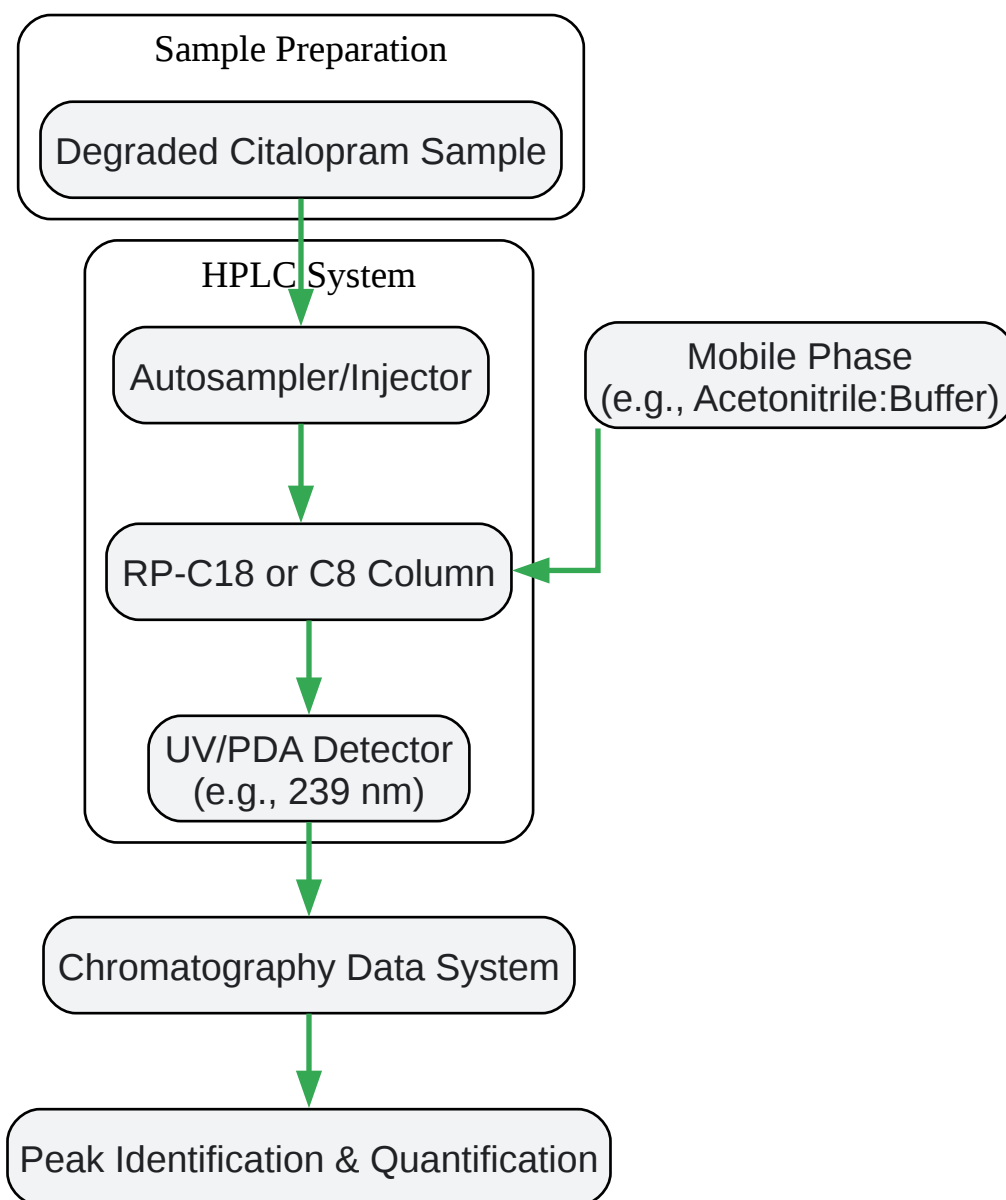 Sample Preparation
Degraded Citalopram Sample
HPLC System
Autosampler/Injector
Mobile Phase
(e.g., Acetonitrile:Buffer)
RP-C18 or C8 Column
UV/PDA Detector
(e.g., 239 nm)
Chromatography Data System
Peak Identification & Quantification